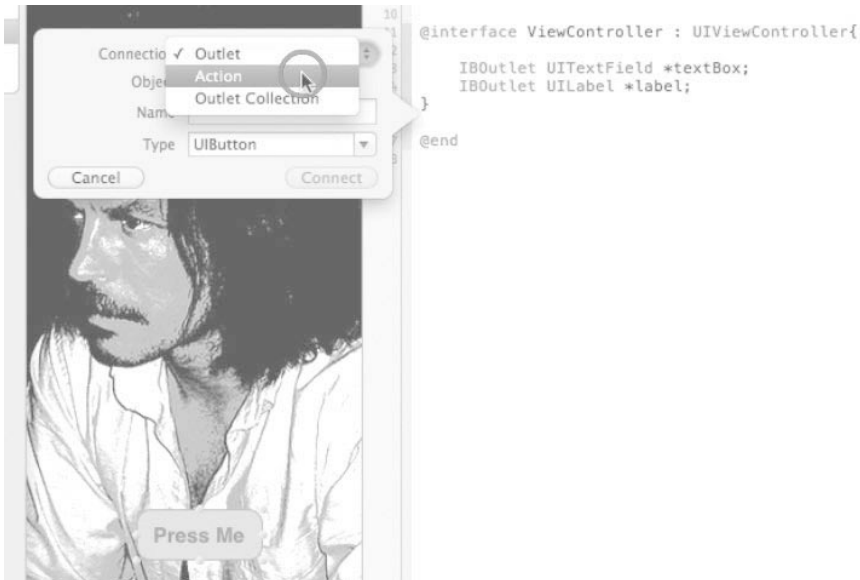 10
@interface ViewController : UIViewController{
Connectio ✓ Outlet
IBOutlet UITextField *textBox;
Objec Action
IBOutlet UILabel *label;
Outlet Collection
Name
}
Type UIButton
@end
Cancel Connect
Press Me